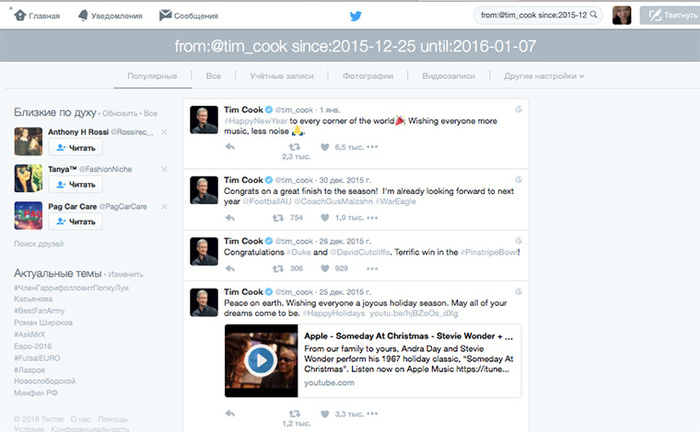 Главная Уведомления Сообщения from:@tim_cook since:2015-12 Твитнуть
from:@tim_cook since:2015-12-25 until:2016-01-07
Популярные Все Учётные записи Фотографии Видеозаписи Другие настройки
Близкие по духу · Обновить · Все
Anthony H Rossi @Rossirec_...
Читать
Tanya™ @FashionNiche
Читать
Pag Car Care @PagCarCare
Читать
Поиск друзей
Актуальные темы · Изменить
#ЧленГаррифолловитПопкуЛуи
Касьянова
#BestFanArmy
Роман Широков
#AskMrX
Евро-2016
#FutsalEURO
#Лавров
Новослободской
Минфин РФ
© 2016 Twitter О нас Помощь
Условия Конфиденциальность
Tim Cook @tim_cook · 1 янв.
#HappyNewYear to every corner of the world🎉 Wishing everyone more
music, less noise 🙏.
2,3 тыс. 6,5 тыс.
Tim Cook @tim_cook · 30 дек. 2015 г.
Congrats on a great finish to the season! I'm already looking forward to next
year @FootballAU @CoachGusMalzahn #WarEagle
754 1,9 тыс.
Tim Cook @tim_cook · 26 дек. 2015 г.
Congratulations #Duke and @DavidCutcliffe. Terrific win in the #PinstripeBowl!
306 929
Tim Cook @tim_cook · 25 дек. 2015 г.
Peace on earth. Wishing everyone a joyous holiday season. May all of your
dreams come to be. #HappyHolidays youtu.be/hjBZoOs_dXg
Apple - Someday At Christmas - Stevie Wonder + ...
From our family to yours. Andra Day and Stevie
Wonder perform his 1967 holiday classic, "Someday At
Christmas". Listen now on Apple Music https://itune...
youtube.com
1,2 тыс. 3,3 тыс.